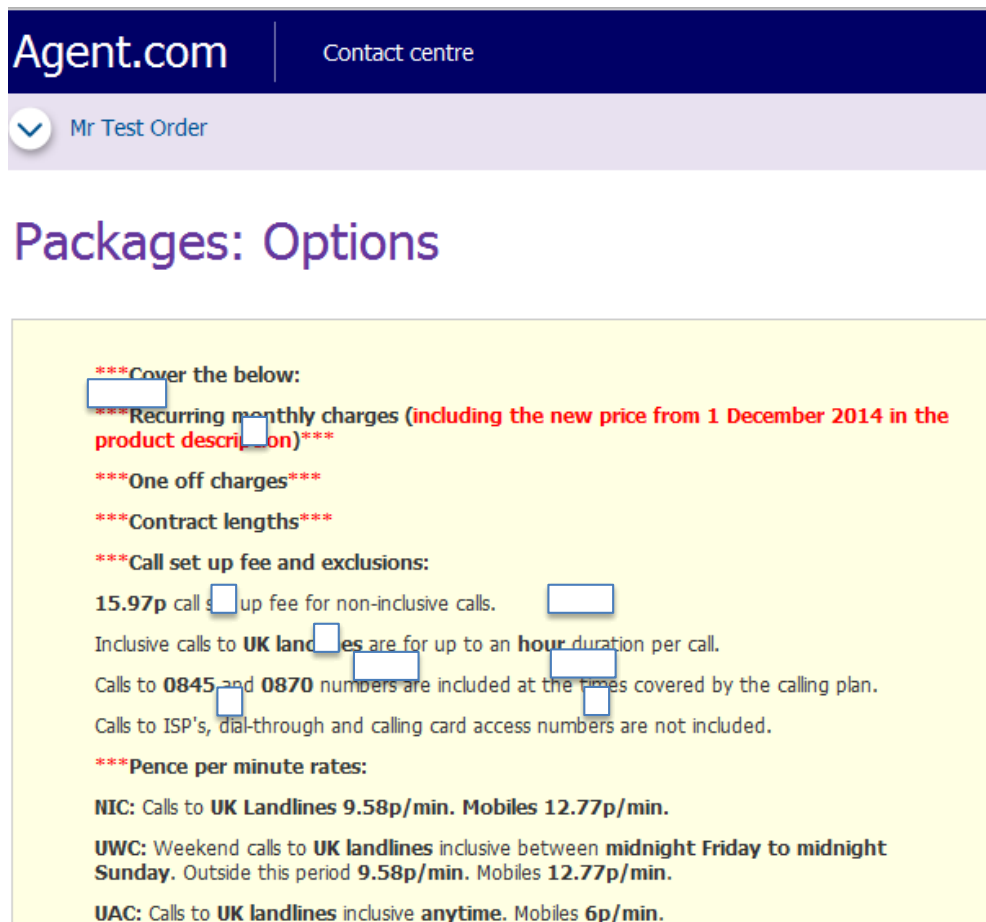 Agent.com
Contact centre
Mr Test Order
Packages: Options
***Cover the below:
***Recurring monthly charges (including the new price from 1 December 2014 in the
product description)***
***One off charges***
***Contract lengths***
***Call set up fee and exclusions:
15.97p call set up fee for non-inclusive calls.
Inclusive calls to UK landlines are for up to an hour duration per call.
Calls to 0845 and 0870 numbers are included at the times covered by the calling plan.
Calls to ISP's, dial-through and calling card access numbers are not included.
***Pence per minute rates:
NIC: Calls to UK Landlines 9.58p/min. Mobiles 12.77p/min.
UWC: Weekend calls to UK landlines inclusive between midnight Friday to midnight
Sunday. Outside this period 9.58p/min. Mobiles 12.77p/min.
UAC: Calls to UK landlines inclusive anytime. Mobiles 6p/min.